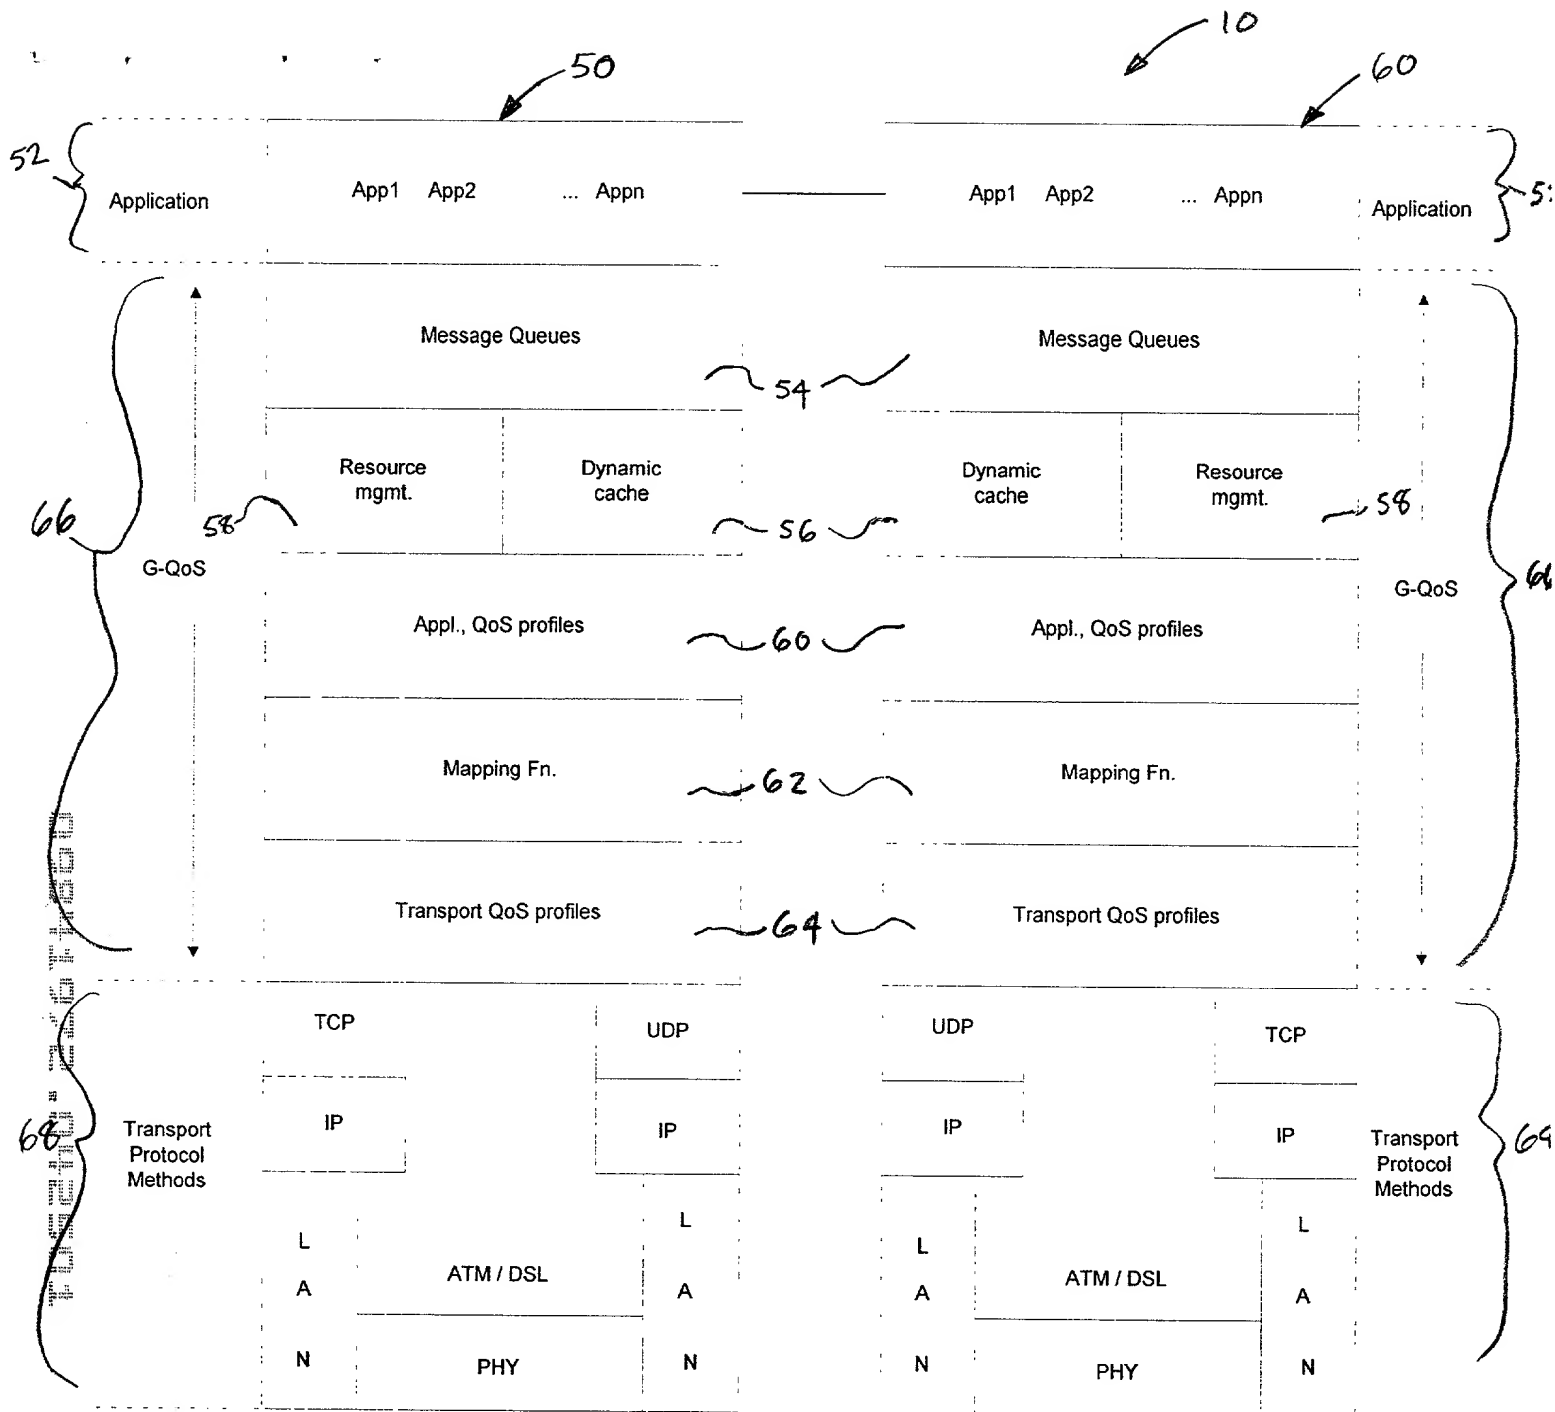 10
50
60
52
Application
App1 App2 ... Appn
App1 App2 ... Appn
Application
Message Queues
Message Queues
54
Resource
mgmt.
Dynamic
cache
Dynamic
cache
Resource
mgmt.
58
56
58
66
G-QoS
G-QoS
Appl., QoS profiles
60
Appl., QoS profiles
Mapping Fn.
62
Mapping Fn.
Transport QoS profiles
64
Transport QoS profiles
TCP
UDP
UDP
TCP
IP
IP
IP
IP
68
Transport
Protocol
Methods
Transport
Protocol
Methods
L
A
N
ATM / DSL
PHY
L
A
N
L
A
N
ATM / DSL
PHY
L
A
N